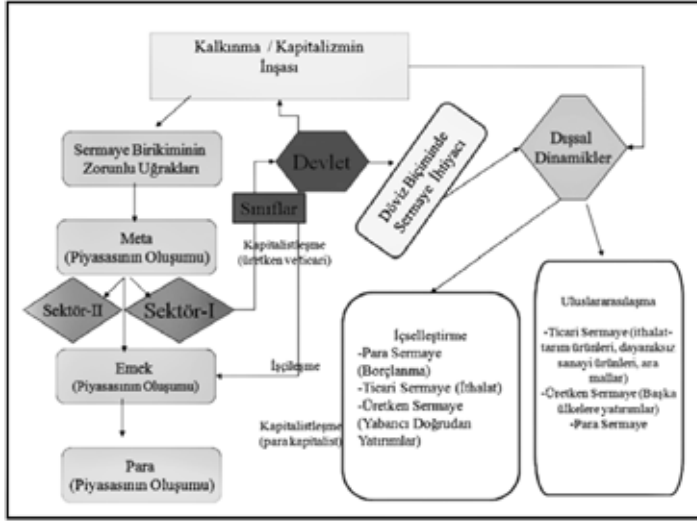 Kalkınma / Kapitalizmin
İnşası
Sermaye Birikiminin
Zorunlu Uğrakları
Devlet
Döviz Biçiminde
Sermaye İhtiyacı
Dışsal
Dinamikler
Sınıflar
Meta
(Piyasasının Oluşumu)
Kapitalistleşme
(üretken ve ticari)
Sektör-II
Sektör-I
Emek
(Piyasasının Oluşumu)
İşçileşme
Para
(Piyasasının Oluşumu)
Kapitalistleşme
(para kapitalist)
İçselleştirme
-Para Sermaye
(Borçlanma)
-Ticari Sermaye (İthalat)
-Üretken Sermaye
(Yabancı Doğrudan
Yatırımlar)
Uluslararasılaşma
-Ticari Sermaye (ithalat-
tarım ürünleri, dayanıksız
sanayi ürünleri, ara
mallar)
-Üretken Sermaye (Başka
ülkelere yatırımlar)
-Para Sermaye